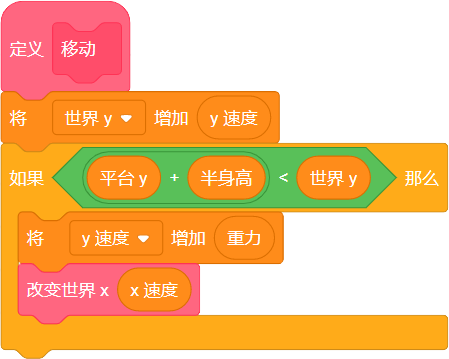 定义 移动
将 世界 y 增加 y 速度
如果 平台 y + 半身高 < 世界 y 那么
将 y 速度 增加 重力
改变世界 x x 速度